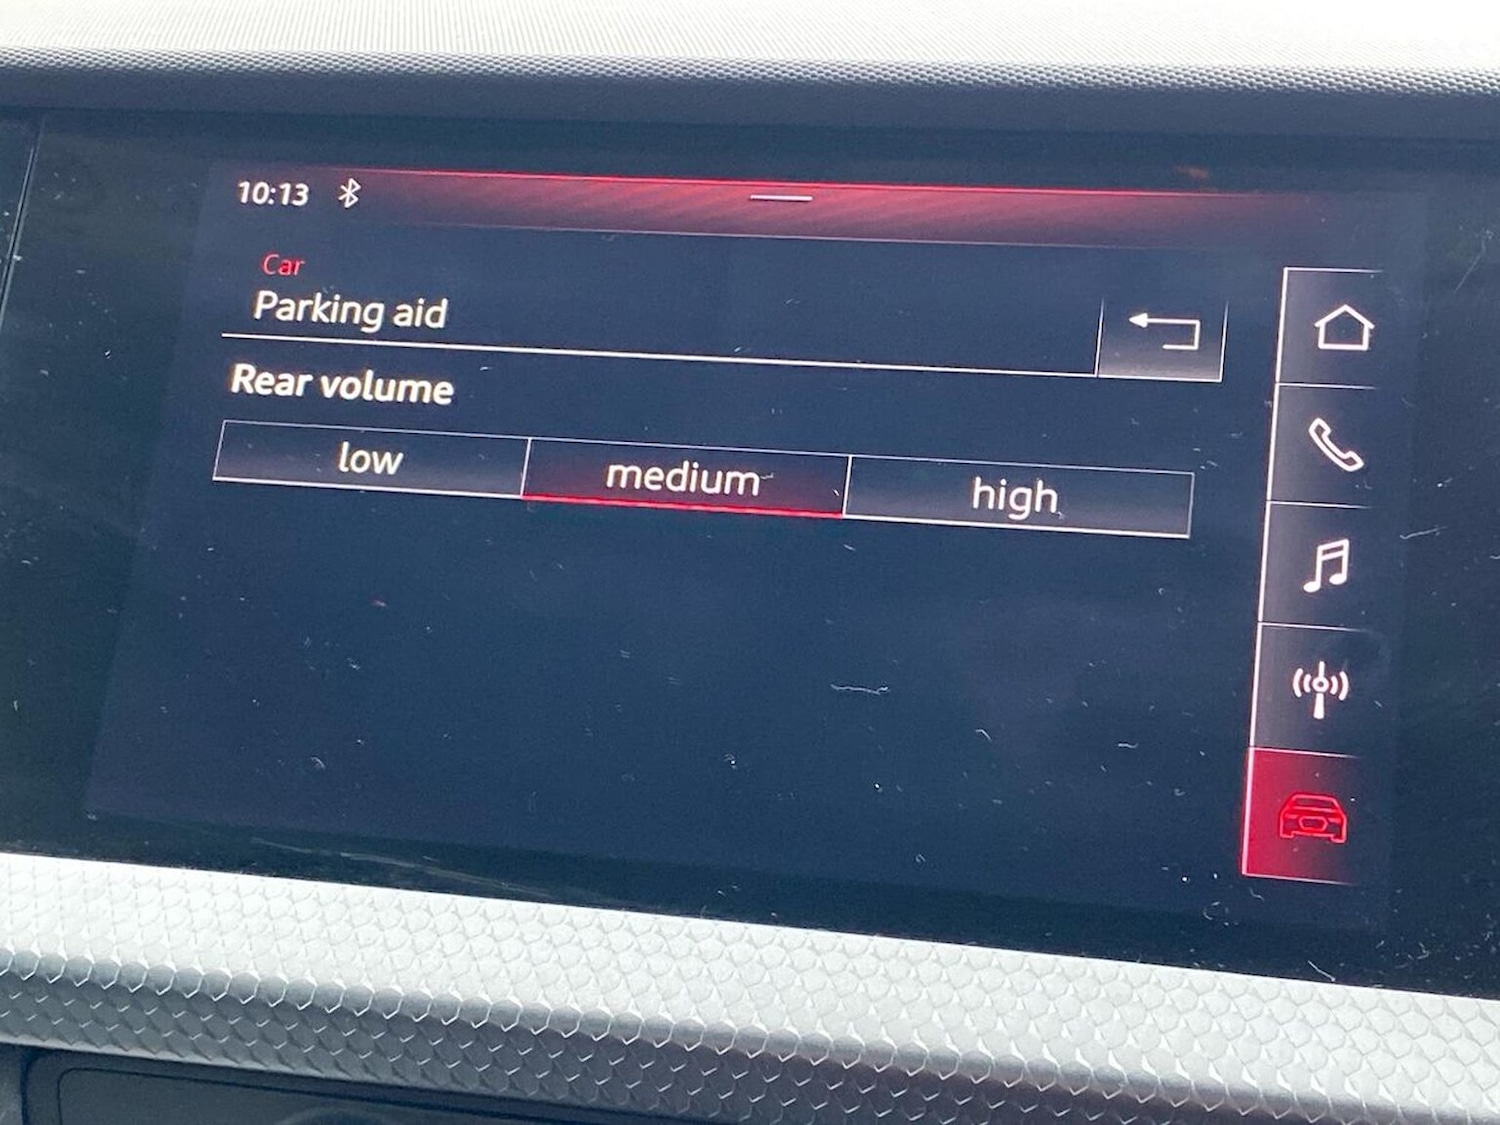 10:13
Car
Parking aid
Rear volume
low medium high